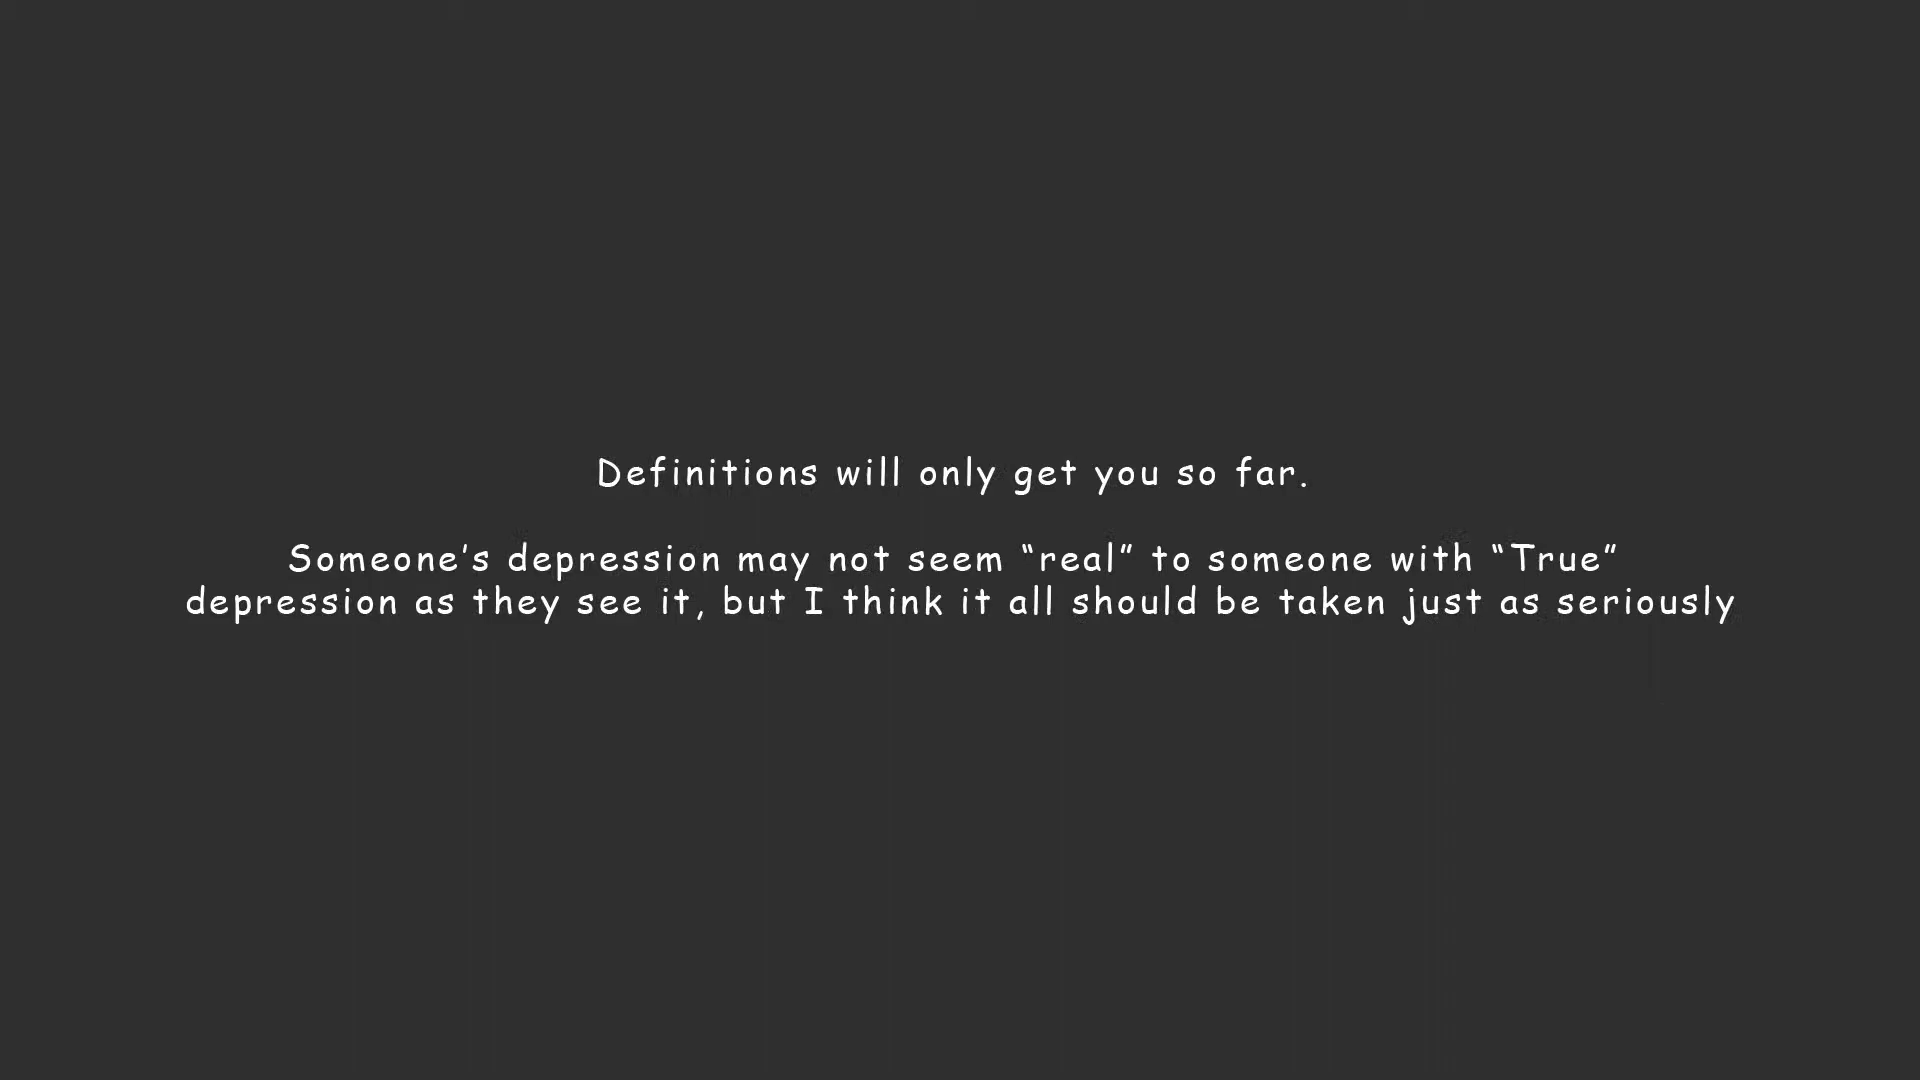 Definitions will only get you so far.
Someone’s depression may not seem “real” to someone with “True”
depression as they see it, but I think it all should be taken just as seriously